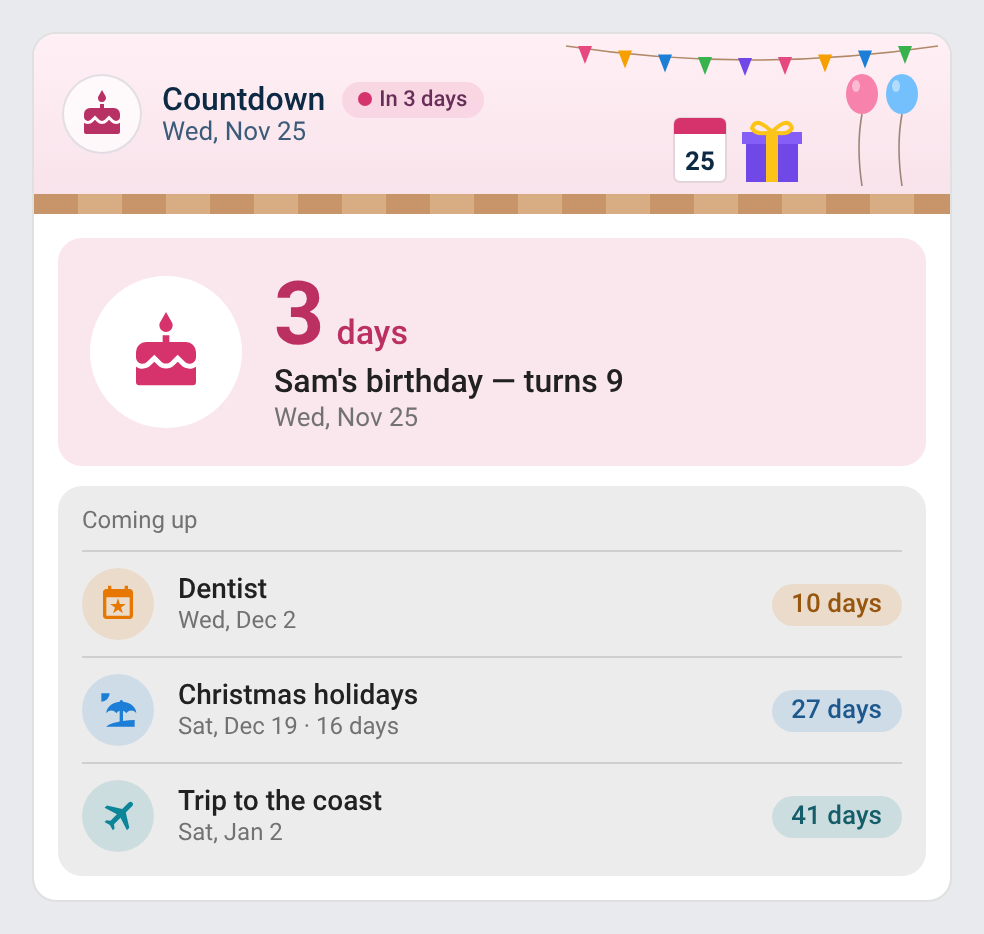 Countdown
In 3 days
Wed, Nov 25
25
3 days
Sam's birthday — turns 9
Wed, Nov 25
Coming up
Dentist
Wed, Dec 2
10 days
Christmas holidays
Sat, Dec 19 · 16 days
27 days
Trip to the coast
Sat, Jan 2
41 days